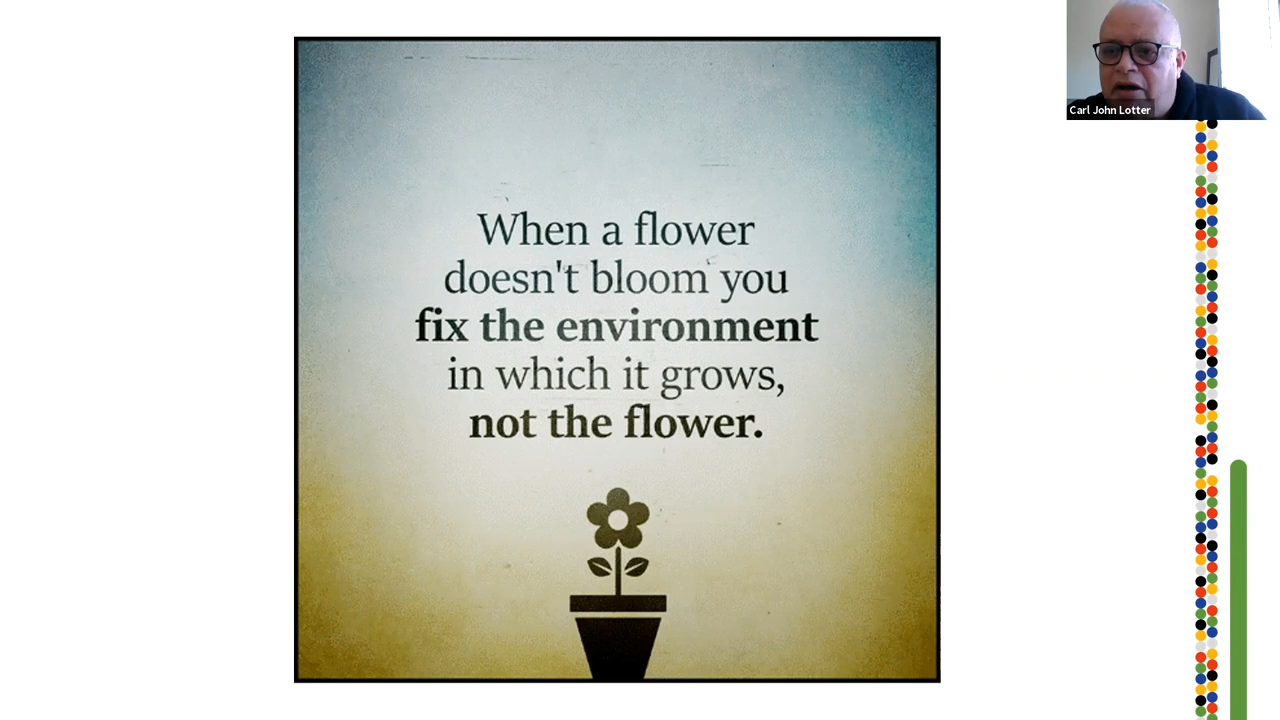 When a flower
doesn't bloom you
fix the environment
in which it grows,
not the flower.
Carl John Lotter